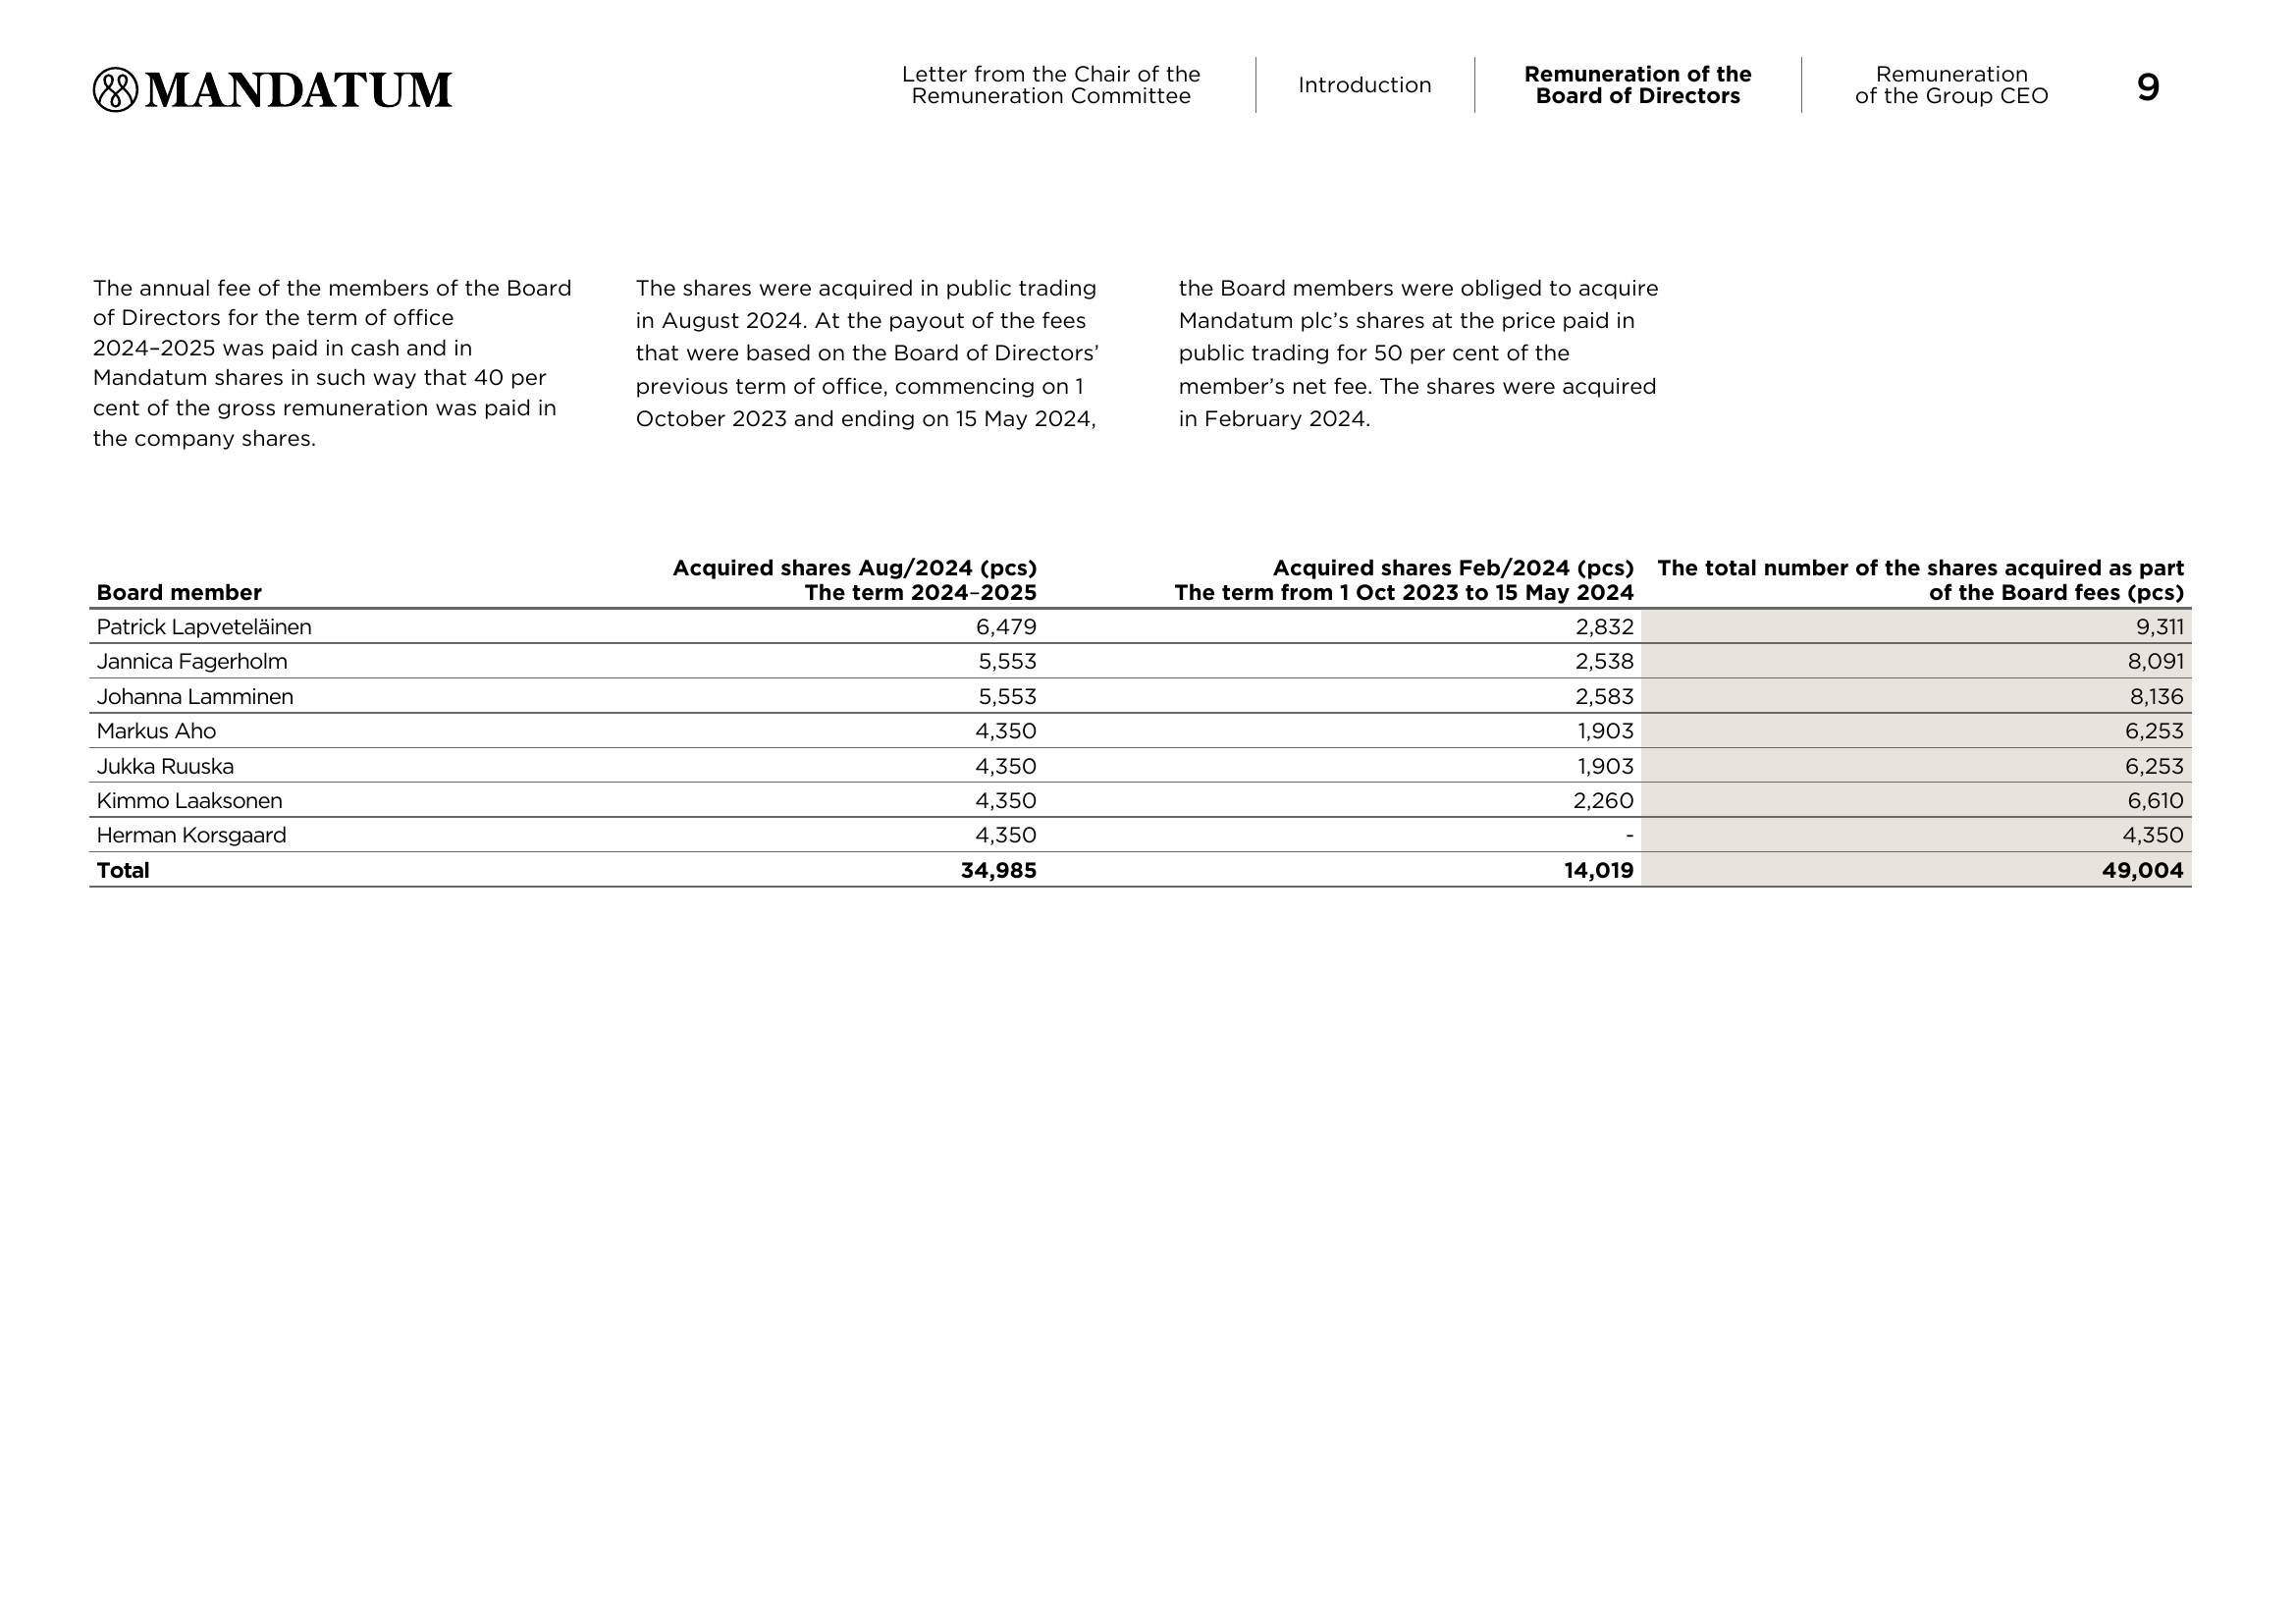 MANDATUM
Letter from the Chair of the
Remuneration Committee
Introduction
Remuneration of the
Board of Directors
Remuneration
of the Group CEO
9
The annual fee of the members of the Board
of Directors for the term of office
2024–2025 was paid in cash and in
Mandatum shares in such way that 40 per
cent of the gross remuneration was paid in
the company shares.
The shares were acquired in public trading
in August 2024. At the payout of the fees
that were based on the Board of Directors’
previous term of office, commencing on 1
October 2023 and ending on 15 May 2024,
the Board members were obliged to acquire
Mandatum plc’s shares at the price paid in
public trading for 50 per cent of the
member’s net fee. The shares were acquired
in February 2024.
Board member
Acquired shares Aug/2024 (pcs)
The term 2024–2025
Acquired shares Feb/2024 (pcs)
The term from 1 Oct 2023 to 15 May 2024
The total number of the shares acquired as part
of the Board fees (pcs)
Patrick Lapveteläinen 6,479 2,832 9,311
Jannica Fagerholm 5,553 2,538 8,091
Johanna Lamminen 5,553 2,583 8,136
Markus Aho 4,350 1,903 6,253
Jukka Ruuska 4,350 1,903 6,253
Kimmo Laaksonen 4,350 2,260 6,610
Herman Korsgaard 4,350 - 4,350
Total 34,985 14,019 49,004